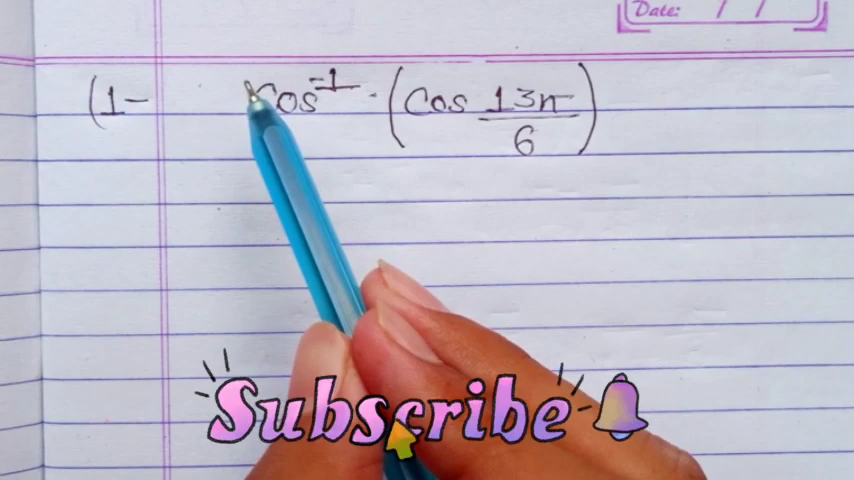 Date: / /
(1- cos⁻¹ · (cos 13π/6)
Subscribe